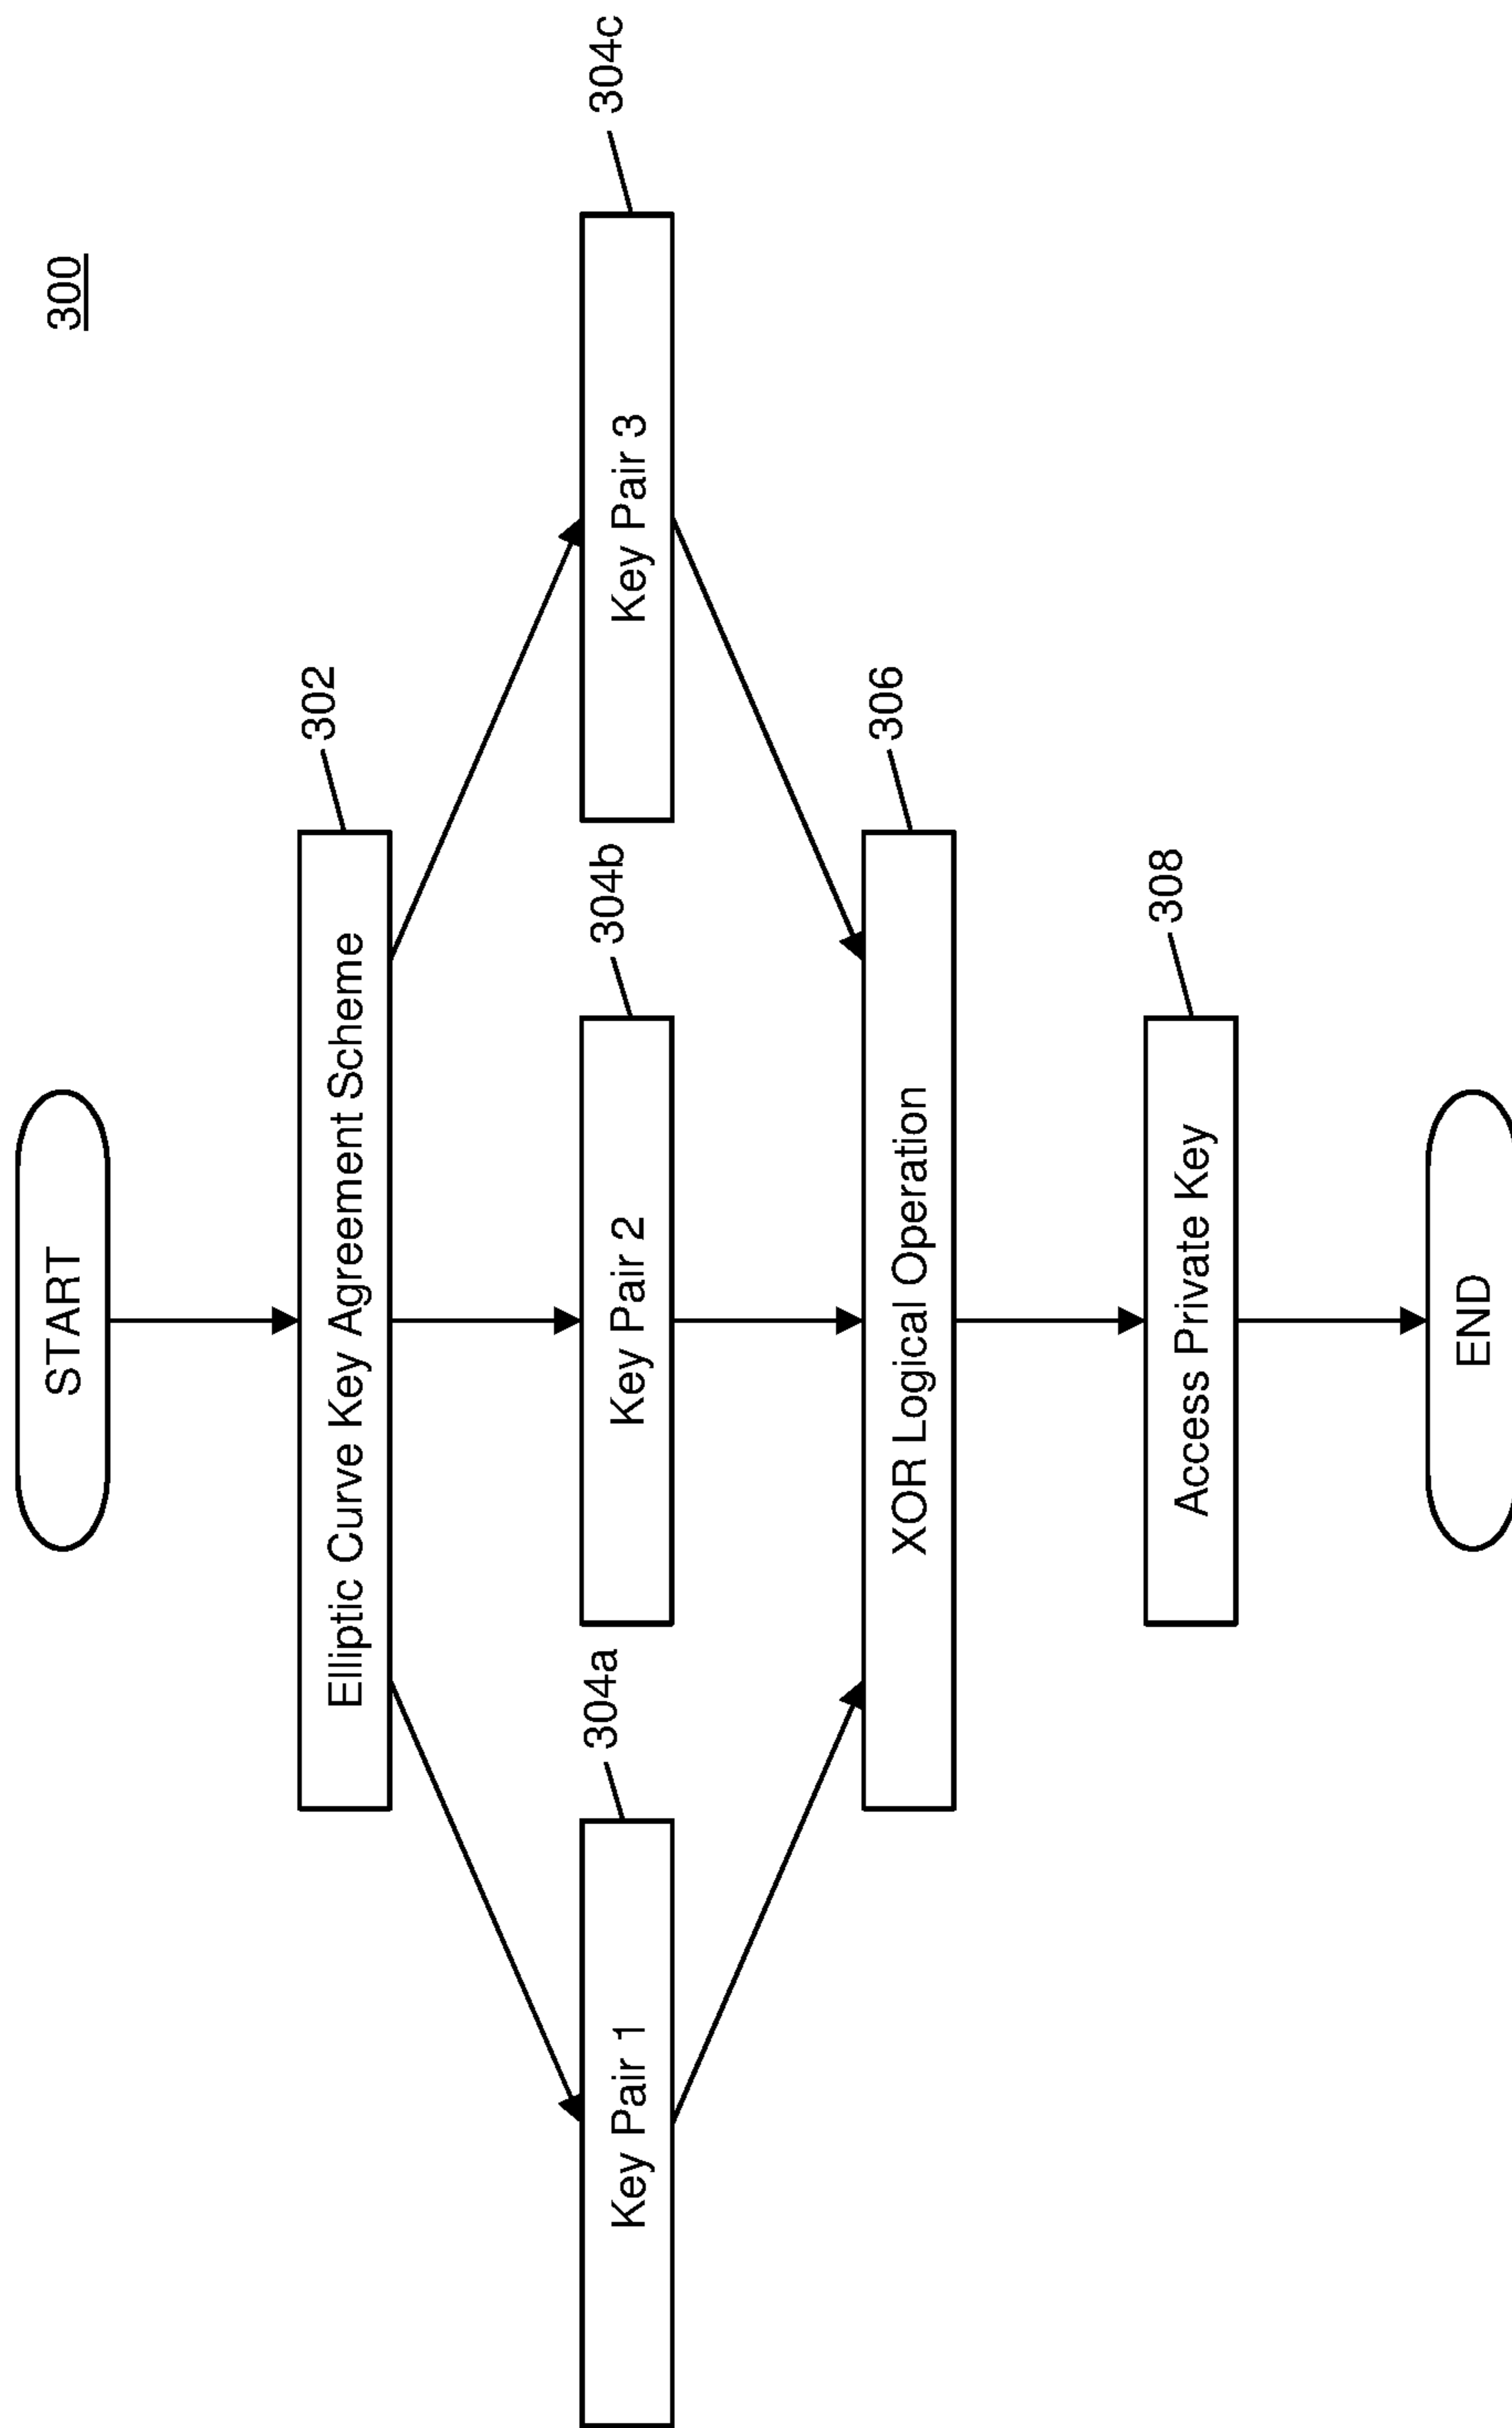 300
START
302
Elliptic Curve Key Agreement Scheme
304a
304b
304c
Key Pair 1
Key Pair 2
Key Pair 3
306
XOR Logical Operation
308
Access Private Key
END